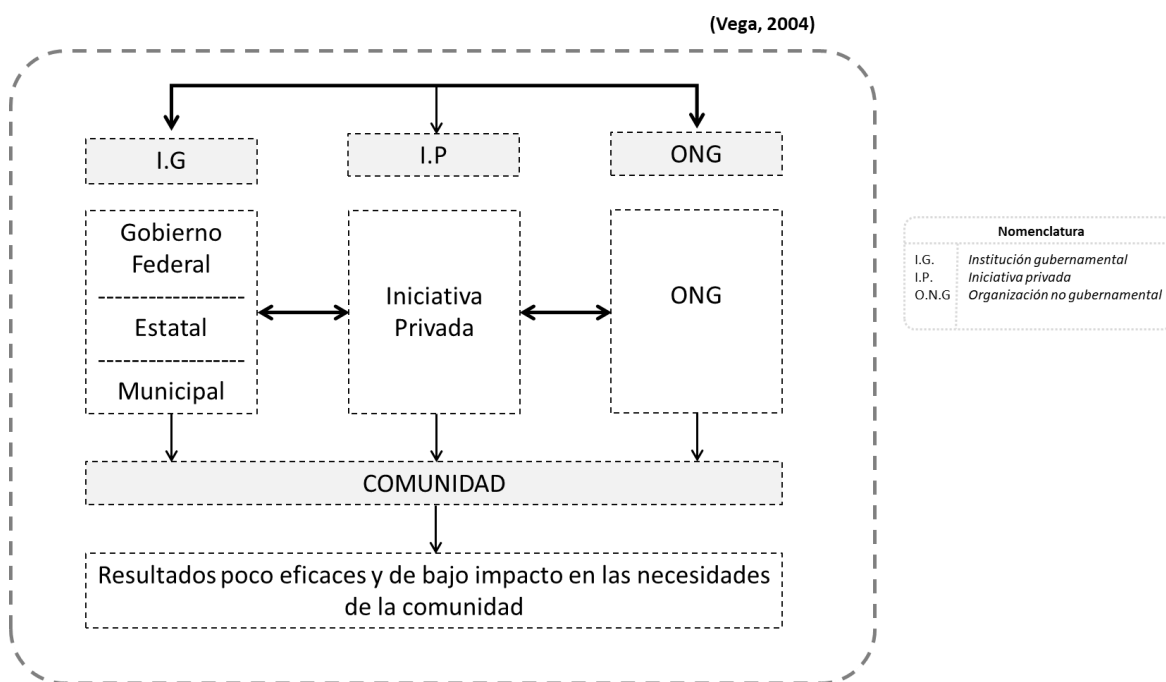 (Vega, 2004)
I.G
I.P
ONG
Gobierno
Federal
Estatal
Municipal
Iniciativa
Privada
ONG
COMUNIDAD
Resultados poco eficaces y de bajo impacto en las necesidades
de la comunidad
Nomenclatura
I.G. Institución gubernamental
I.P. Iniciativa privada
O.N.G Organización no gubernamental